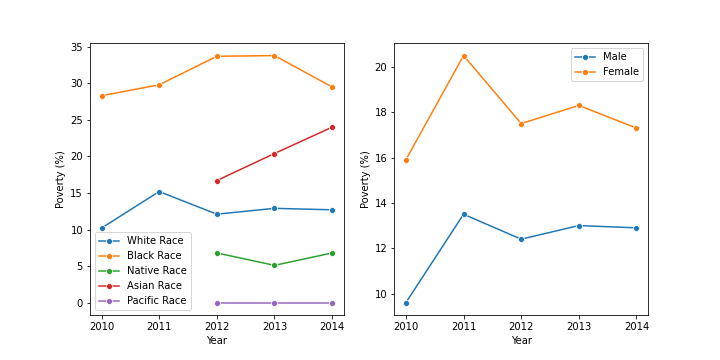 35
30
25
20
15
10
5
0
Poverty (%)
White Race
Black Race
Native Race
Asian Race
Pacific Race
2010 2011 2012 2013 2014
Year
20
18
16
14
12
10
Poverty (%)
Male
Female
2010 2011 2012 2013 2014
Year